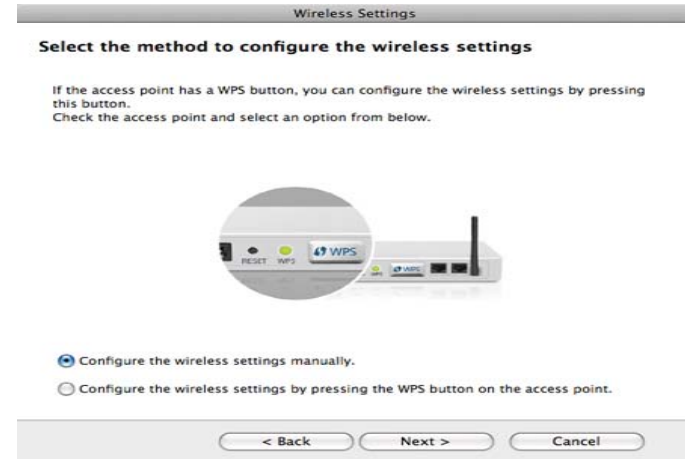 Wireless Settings
Select the method to configure the wireless settings
If the access point has a WPS button, you can configure the wireless settings by pressing
this button.
Check the access point and select an option from below.
RESET WPS WPS
WPS WPS
Configure the wireless settings manually.
Configure the wireless settings by pressing the WPS button on the access point.
< Back Next > Cancel